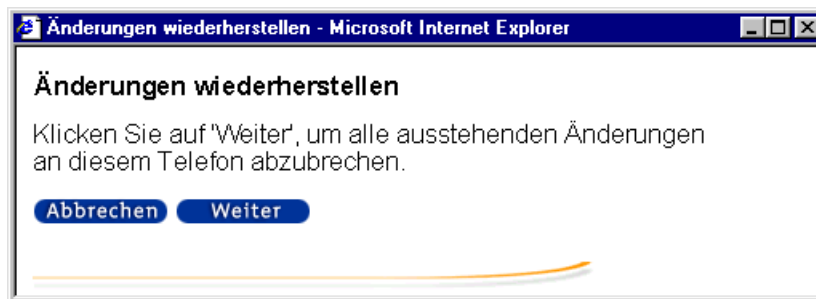 Änderungen wiederherstellen - Microsoft Internet Explorer
Änderungen wiederherstellen
Klicken Sie auf 'Weiter', um alle ausstehenden Änderungen
an diesem Telefon abzubrechen.
Abbrechen Weiter